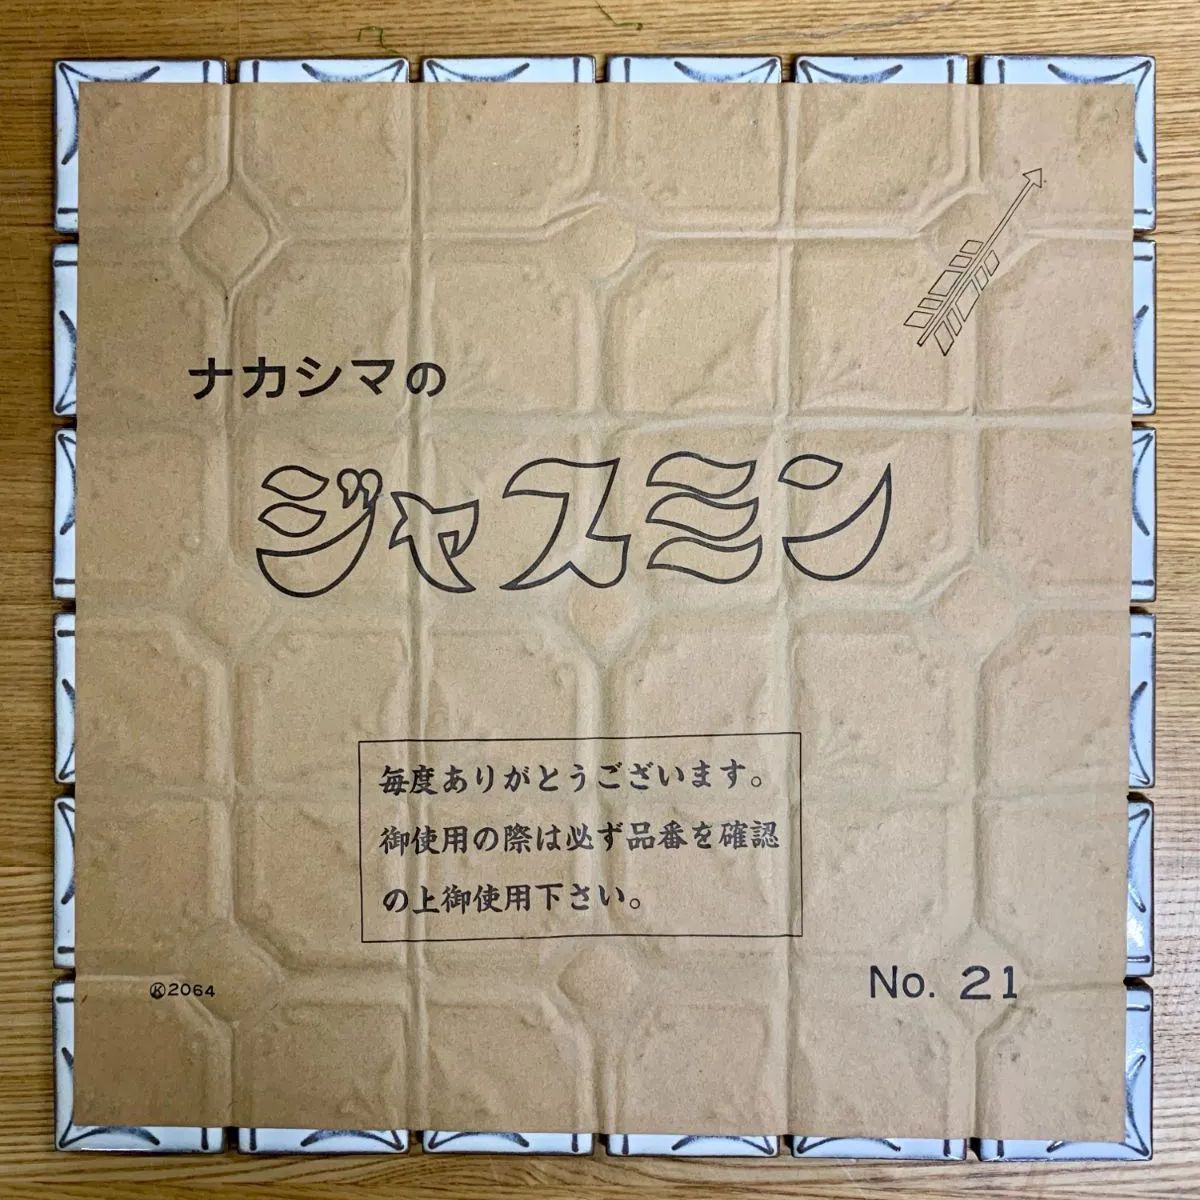 ナカシマの
ジャスミン
毎度ありがとうございます。
御使用の際は必ず品番を確認
の上御使用下さい。
Ⓚ2064
No. 21